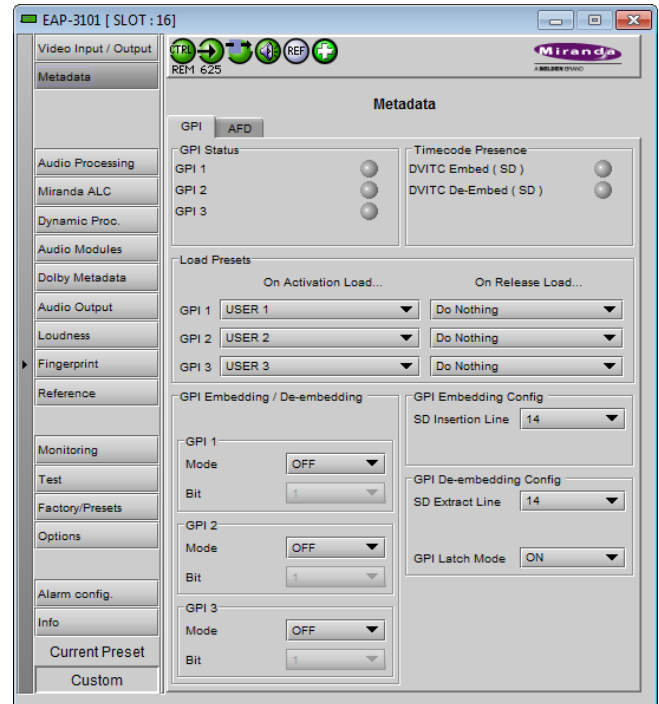 EAP-3101 [ SLOT : 16]
Video Input / Output
Metadata
Audio Processing
Miranda ALC
Dynamic Proc.
Audio Modules
Dolby Metadata
Audio Output
Loudness
Fingerprint
Reference
Monitoring
Test
Factory/Presets
Options
Alarm config.
Info
Current Preset
Custom
CTRL
REF
REM 625
Miranda
A BELDEN BRAND
Metadata
GPI
AFD
GPI Status
GPI 1
GPI 2
GPI 3
Timecode Presence
DVITC Embed ( SD )
DVITC De-Embed ( SD )
Load Presets
On Activation Load... On Release Load...
GPI 1 USER 1 Do Nothing
GPI 2 USER 2 Do Nothing
GPI 3 USER 3 Do Nothing
GPI Embedding / De-embedding
GPI 1
Mode OFF
Bit 1
GPI 2
Mode OFF
Bit 1
GPI 3
Mode OFF
Bit 1
GPI Embedding Config
SD Insertion Line 14
GPI De-embedding Config
SD Extract Line 14
GPI Latch Mode ON